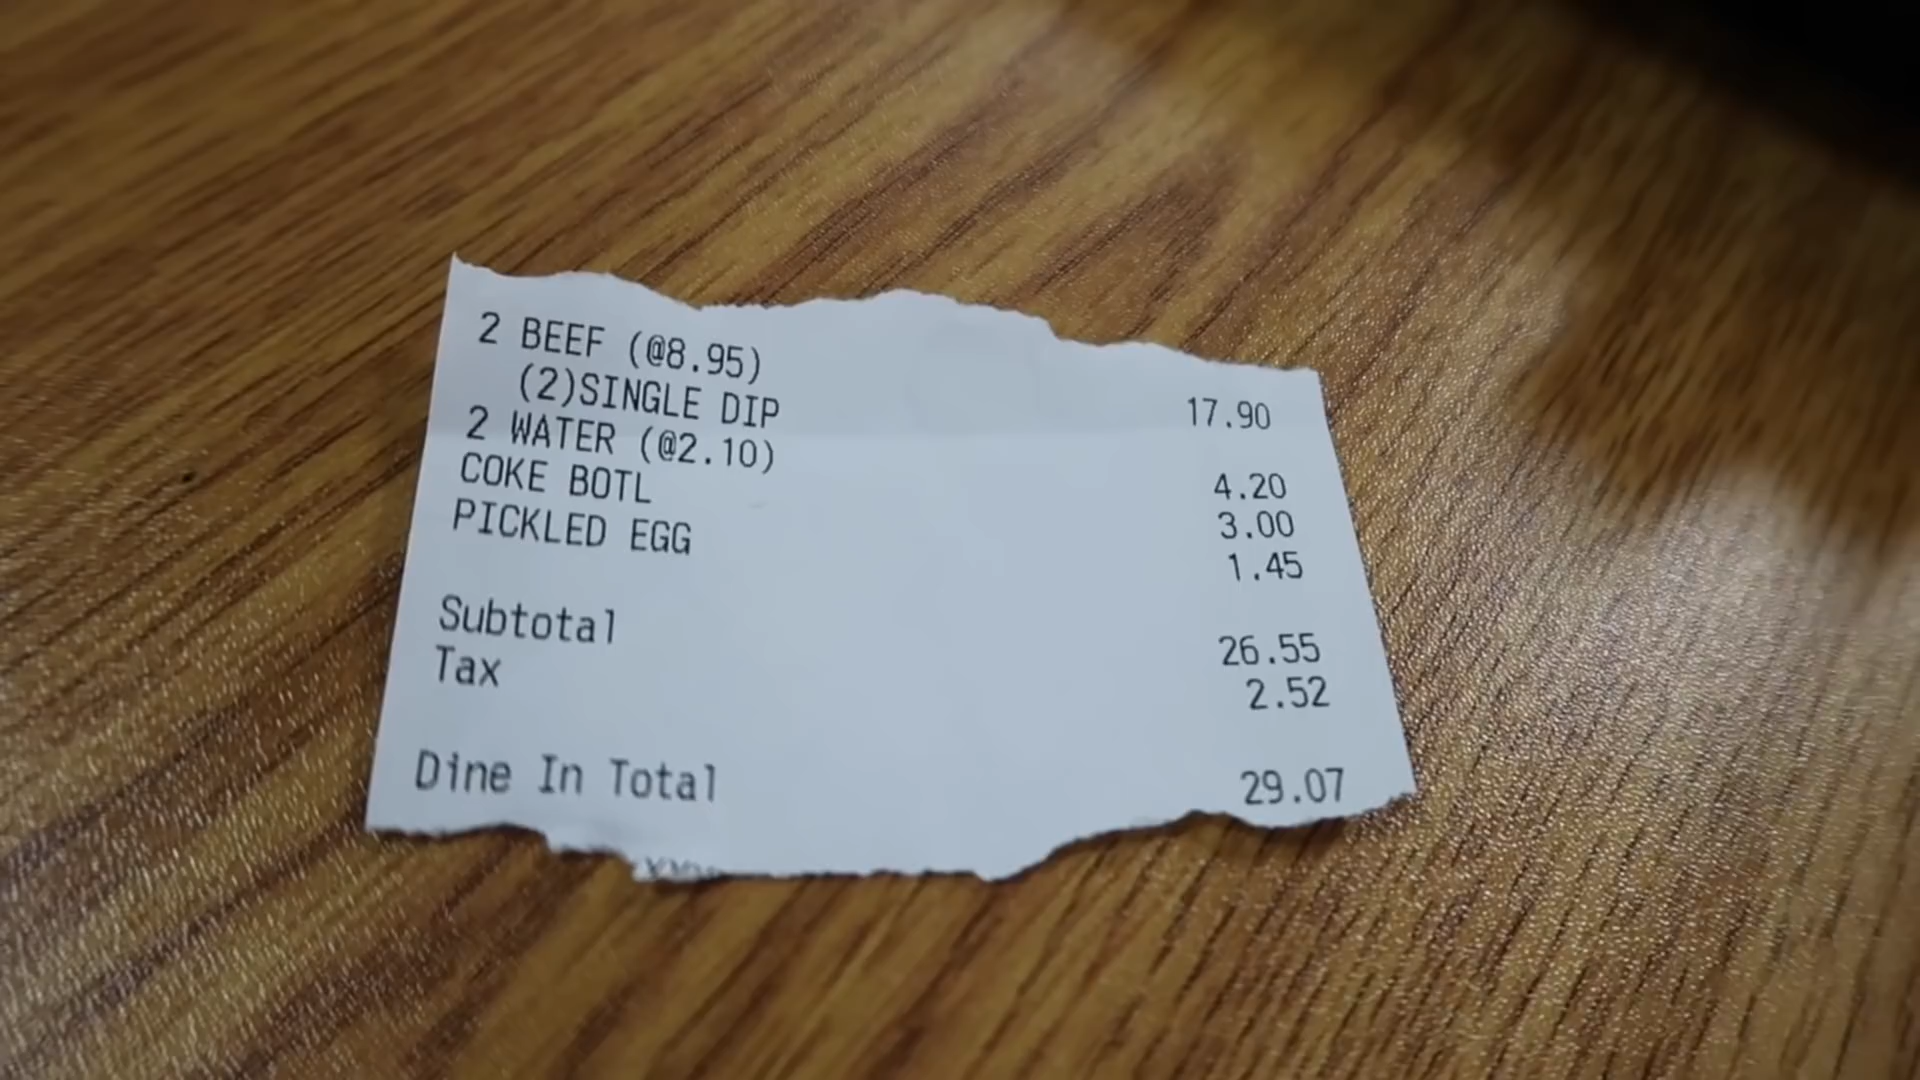 2 BEEF (@8.95) 17.90
(2)SINGLE DIP
2 WATER (@2.10) 4.20
COKE BOTL 3.00
PICKLED EGG 1.45
Subtotal 26.55
Tax 2.52
Dine In Total 29.07